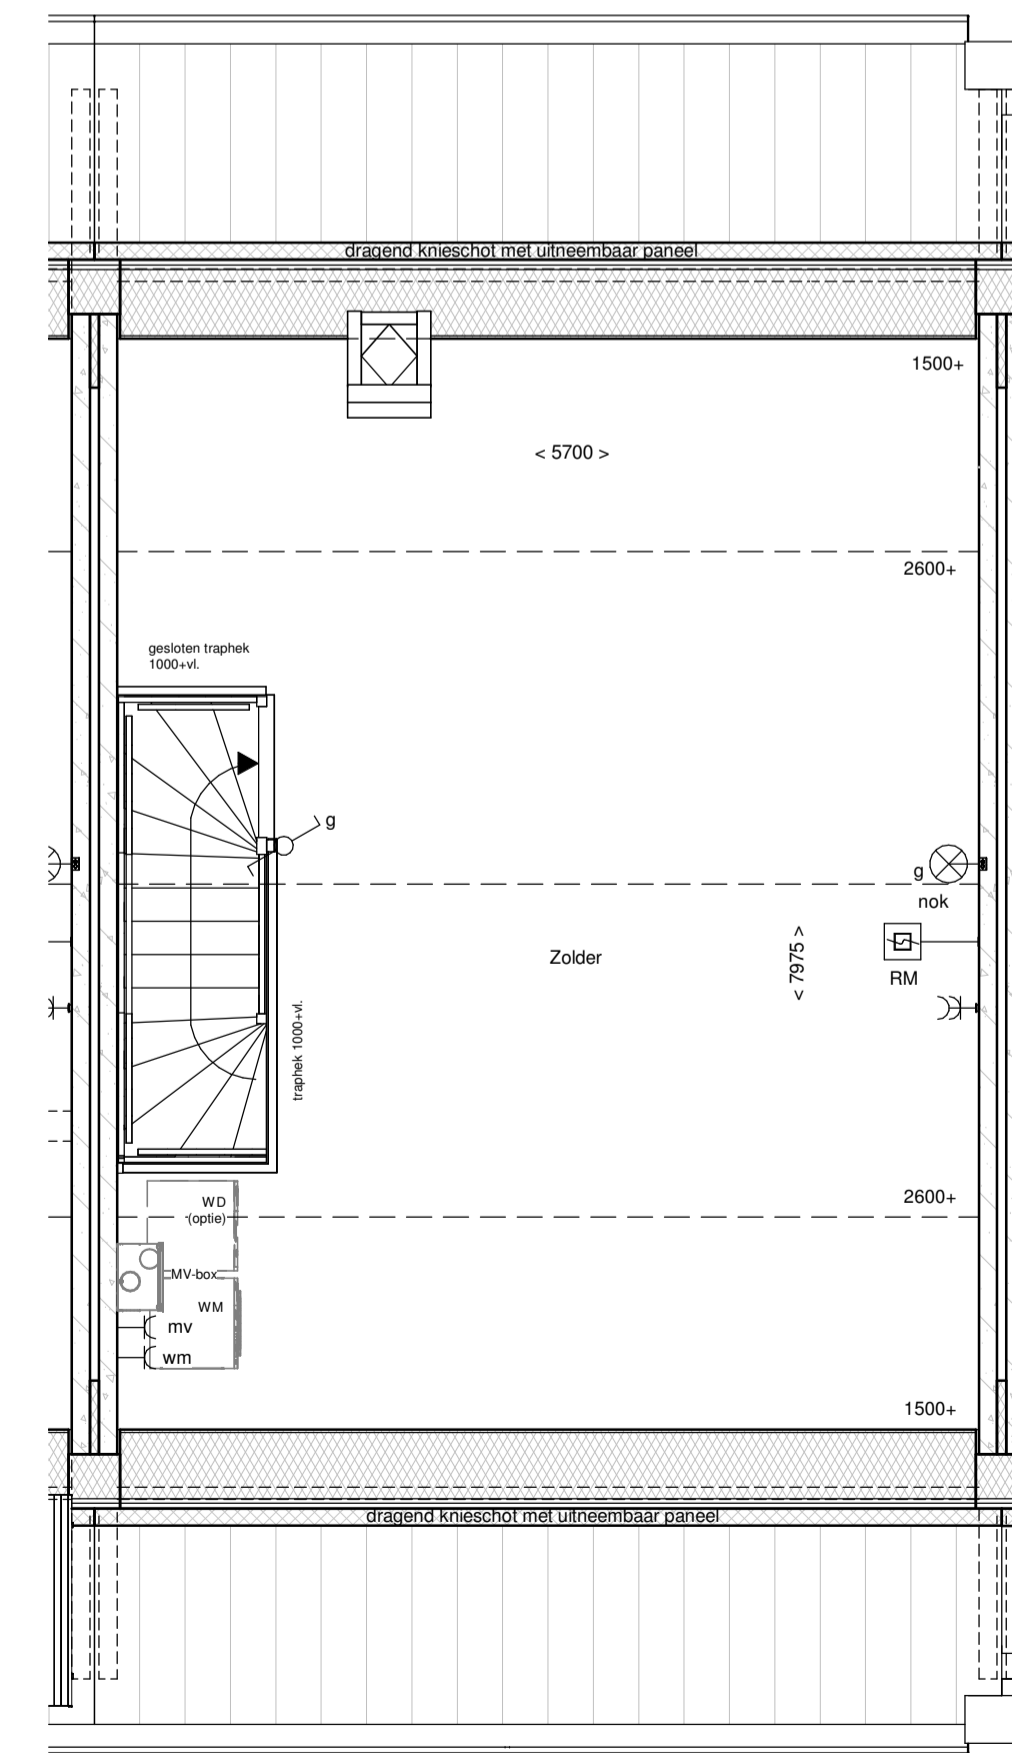 dragend knieschot met uitneembaar paneel
1500+
< 5700 >
2600+
gesloten traphek
1000+vl.
g
g
nok
< 7975 >
Zolder
RM
traphek 1000+vl.
2600+
WD
(optie)
MV-box
WM
mv
wm
1500+
dragend knieschot met uitneembaar paneel